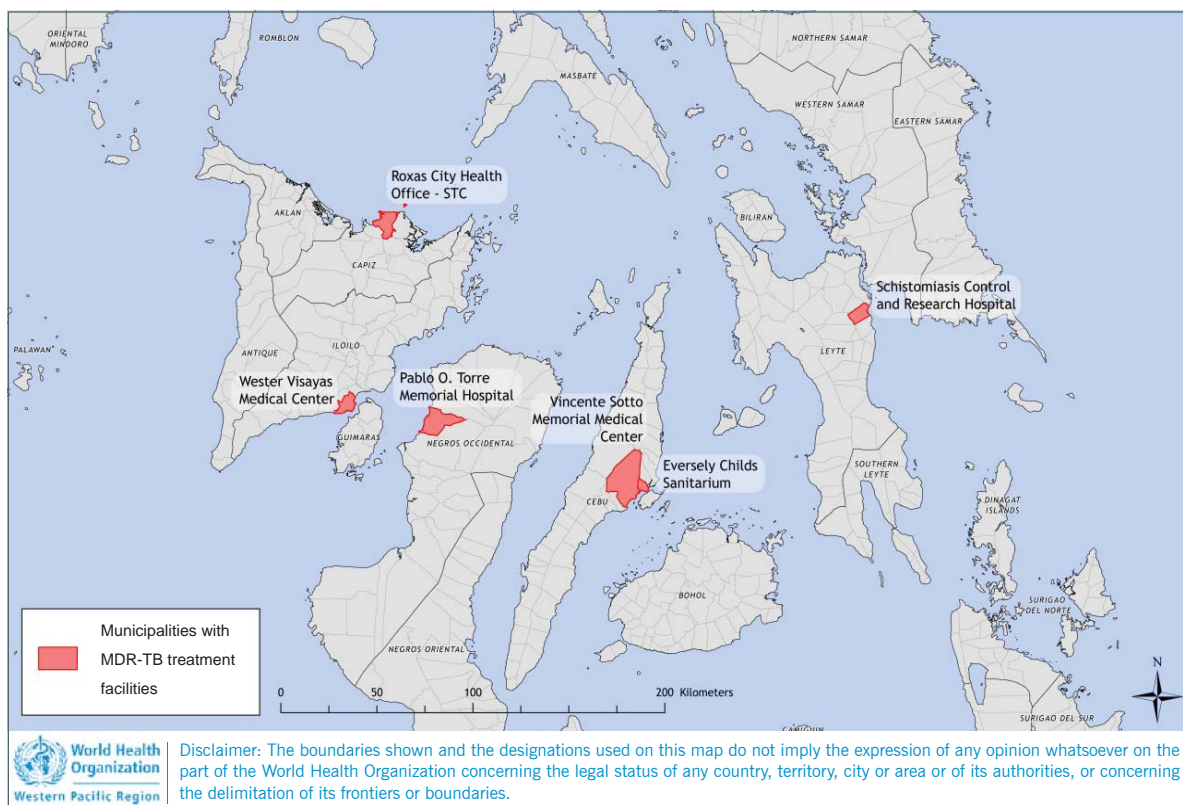 ORIENTAL
MINDORO
ROMBLON
MASBATE
NORTHERN SAMAR
WESTERN SAMAR
EASTERN SAMAR
Roxas City Health
Office - STC
AKLAN
CAPIZ
BILIRAN
Schistomiasis Control
and Research Hospital
PALAWAN
ANTIQUE
ILOILO
LEYTE
Wester Visayas
Medical Center
Pablo O. Torre
Memorial Hospital
Vincente Sotto
Memorial Medical
Center
GUIMARAS
NEGROS OCCIDENTAL
Eversely Childs
Sanitarium
SOUTHERN
LEYTE
CEBU
DINAGAT
ISLANDS
BOHOL
SURIGAO
DEL NORTE
Municipalities with
MDR-TB treatment
facilities
NEGROS ORIENTAL
0 50 100 200 Kilometers
N
SURIGAO DEL SUR
CAMIGUIN
World Health
Organization
Western Pacific Region
Disclaimer: The boundaries shown and the designations used on this map do not imply the expression of any opinion whatsoever on the
part of the World Health Organization concerning the legal status of any country, territory, city or area or of its authorities, or concerning
the delimitation of its frontiers or boundaries.